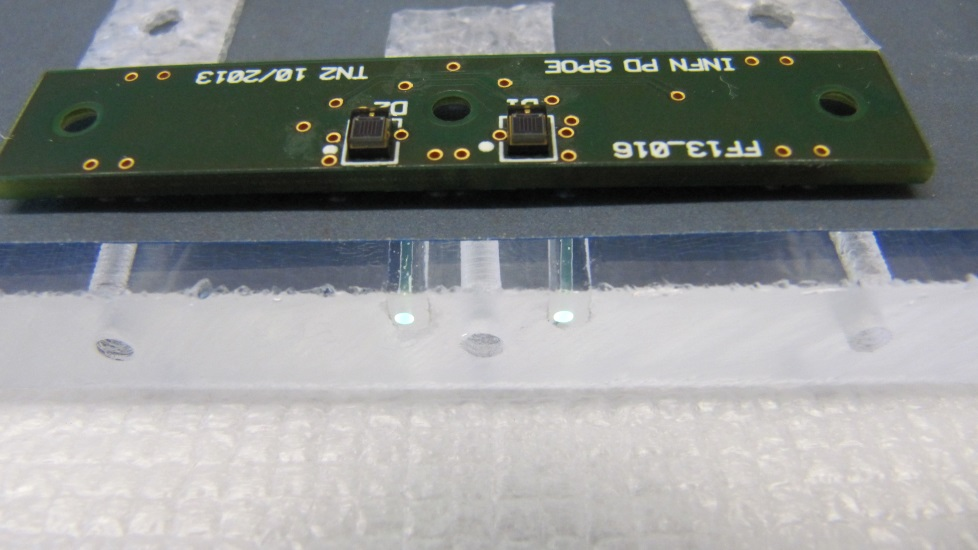 FF13_016
D1
D2
INFN PD SPOE
TN2 10/2013